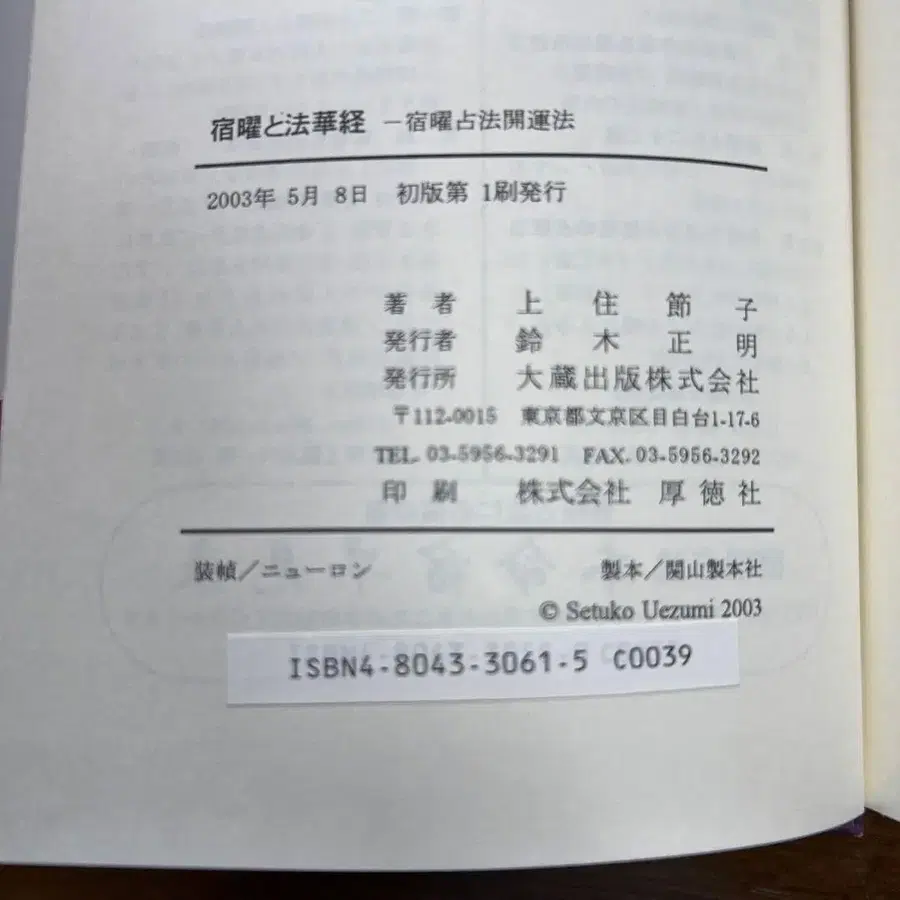 宿曜と法華経 －宿曜占法開運法
2003年 5月 8日 初版第 1刷発行
著 者 上 住 節 子
発行者 鈴 木 正 明
発行所 大蔵出版株式会社
〒112-0015 東京都文京区目白台1-17-6
TEL. 03-5956-3291 FAX. 03-5956-3292
印 刷 株式会社 厚徳社
装幀／ニューロン 製本／関山製本社
© Setuko Uezumi 2003
ISBN4-8043-3061-5 C0039